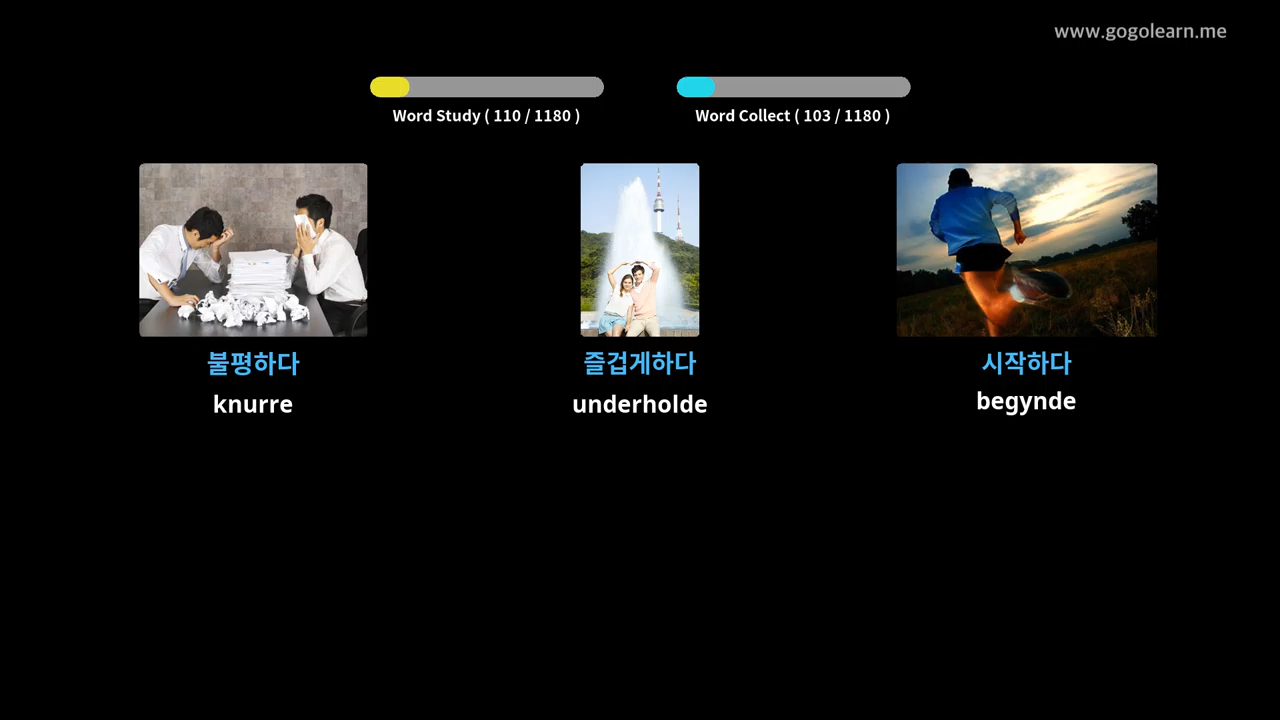 www.gogolearn.me
Word Study ( 110 / 1180 )
Word Collect ( 103 / 1180 )
불평하다
즐겁게하다
시작하다
knurre
underholde
begynde